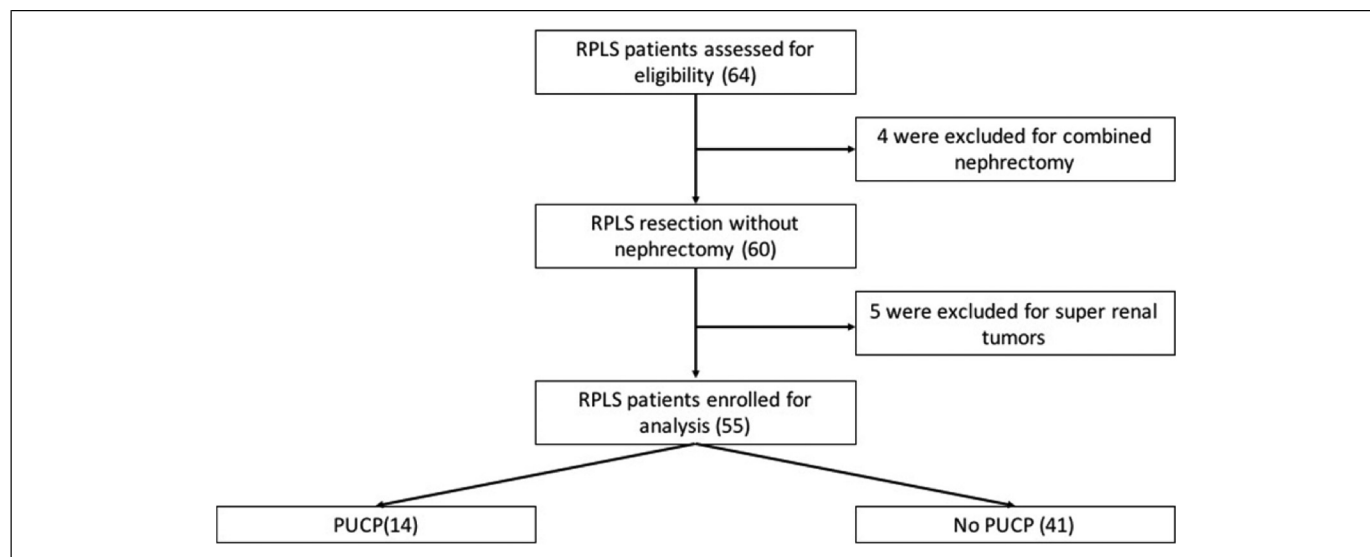 RPLS patients assessed for
eligibility (64)
4 were excluded for combined
nephrectomy
RPLS resection without
nephrectomy (60)
5 were excluded for super renal
tumors
RPLS patients enrolled for
analysis (55)
PUCP(14)
No PUCP (41)